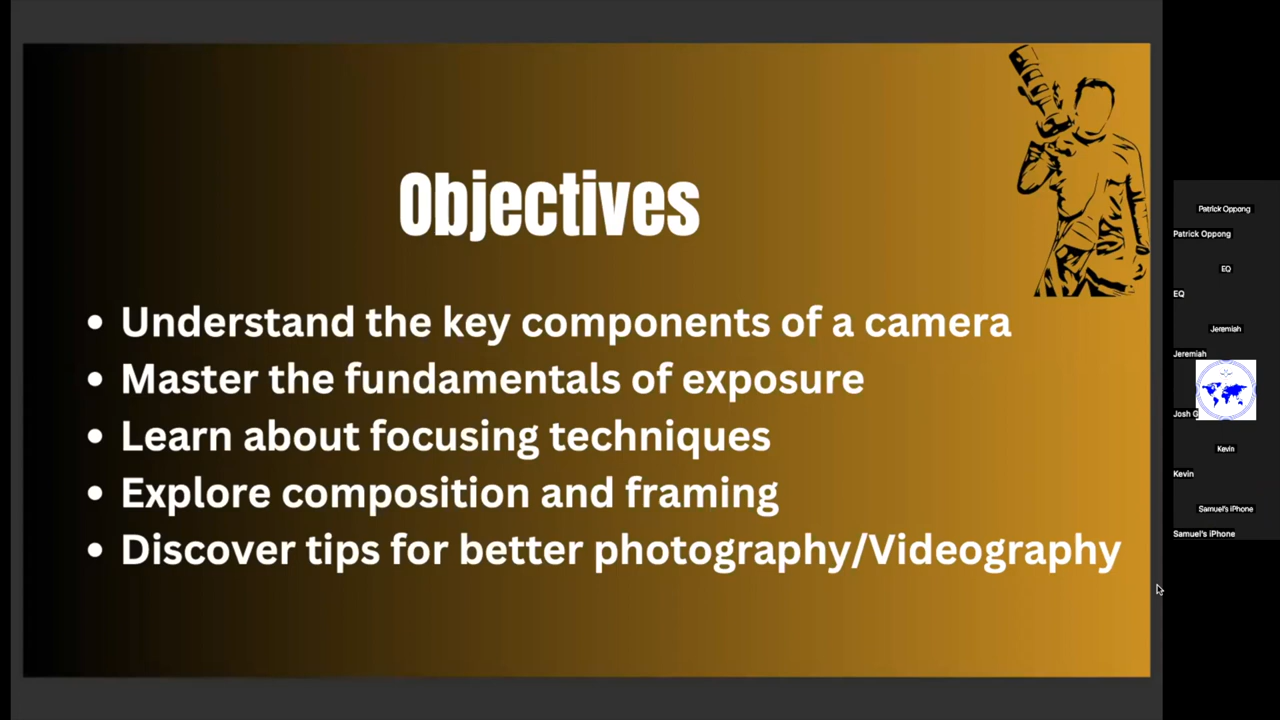 Objectives
• Understand the key components of a camera
• Master the fundamentals of exposure
• Learn about focusing techniques
• Explore composition and framing
• Discover tips for better photography/Videography
Patrick Oppong
Patrick Oppong
EQ
EQ
Jeremiah
Jeremiah
Josh G
Kevin
Kevin
Samuel's iPhone
Samuel's iPhone